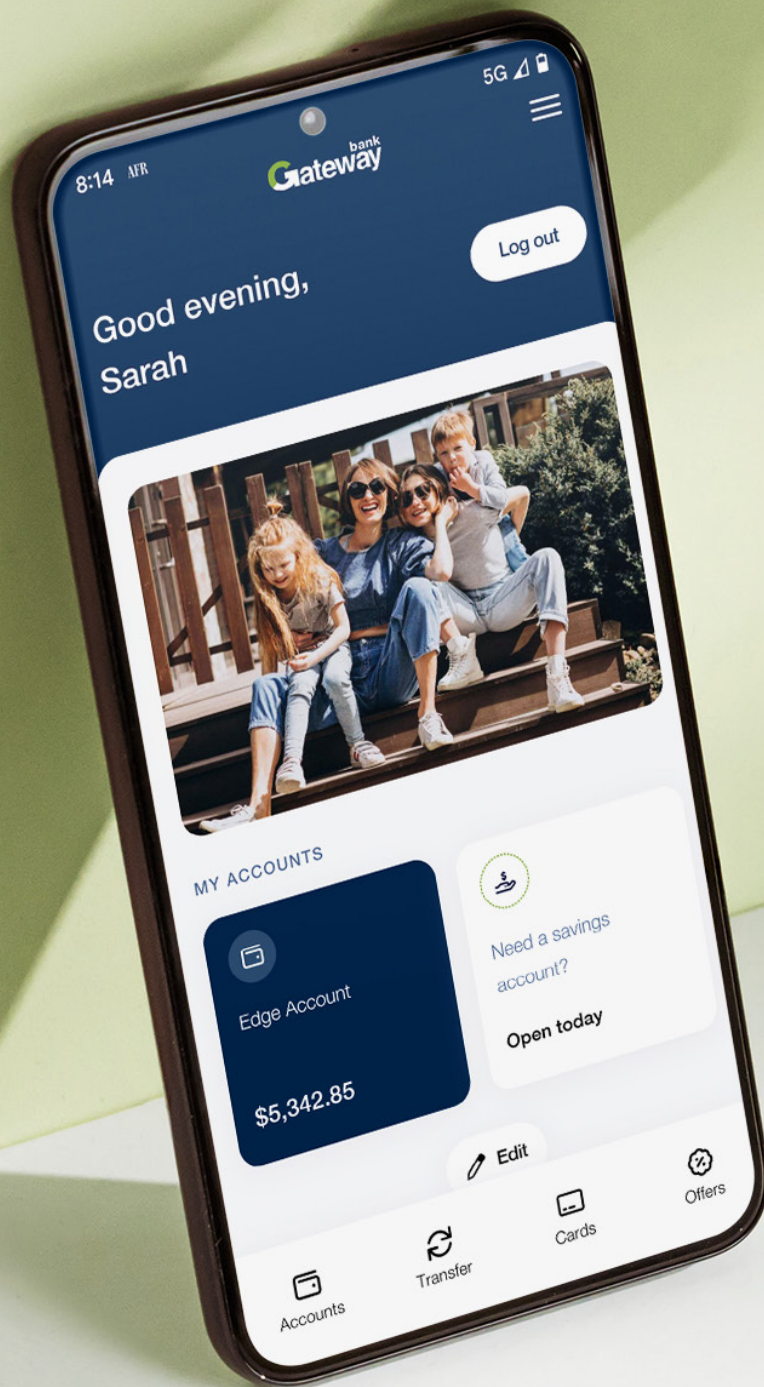 8:14 AFR
5G
Gateway
bank
Log out
Good evening,
Sarah
MY ACCOUNTS
Edge Account
$5,342.85
Need a savings
account?
Open today
Edit
Accounts
Transfer
Cards
Offers